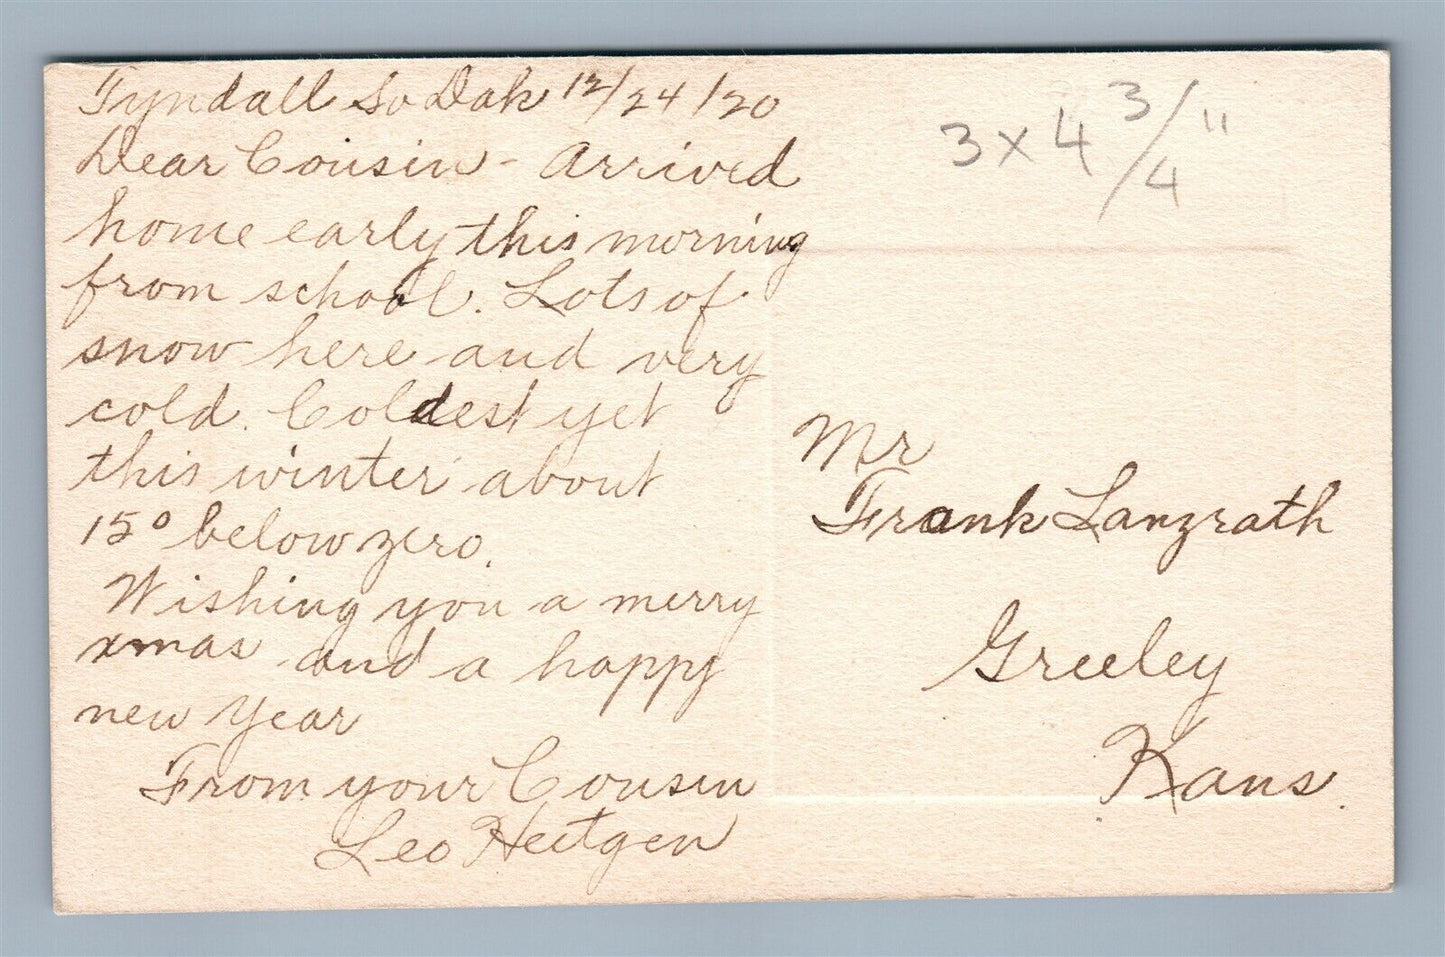 Tyndall So Dak 12/24/20
Dear Cousin - Arrived
home early this morning
from school. Lots of
snow here and very
cold. Coldest yet
this winter about
15° below zero.
Wishing you a merry
xmas and a happy
new year
From your Cousin
Leo Heitgen
3 x 4 3/4"
Mr
Frank Lanzrath
Greeley
Kans.